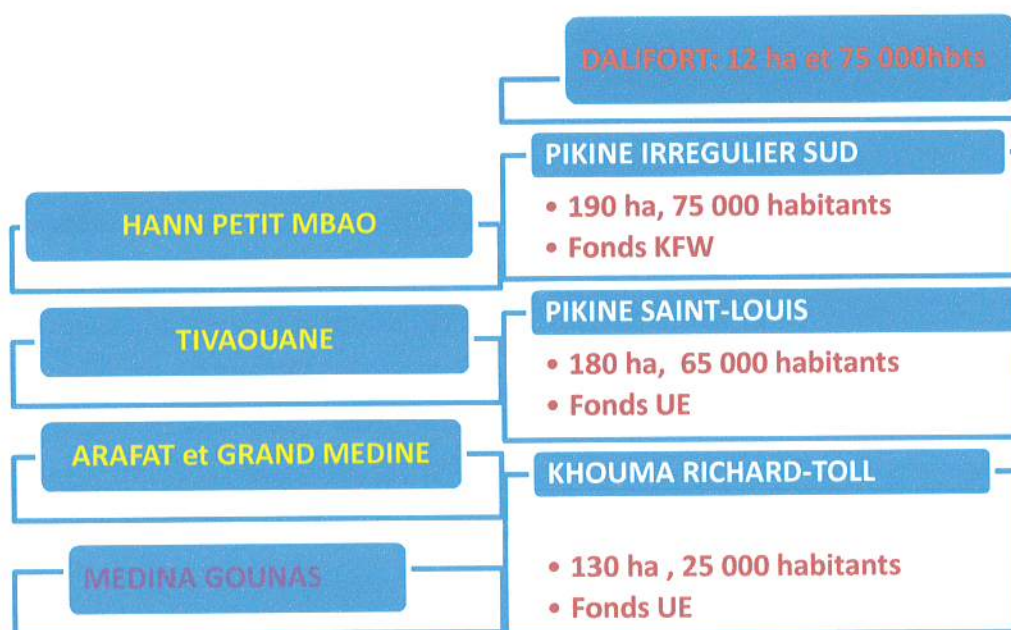 DALIFORT: 12 ha et 75 000hbts
PIKINE IRREGULIER SUD
• 190 ha, 75 000 habitants
• Fonds KFW
HANN PETIT MBAO
PIKINE SAINT-LOUIS
• 180 ha, 65 000 habitants
• Fonds UE
TIVAOUANE
ARAFAT et GRAND MEDINE
KHOUMA RICHARD-TOLL
• 130 ha , 25 000 habitants
• Fonds UE
MEDINA GOUNAS